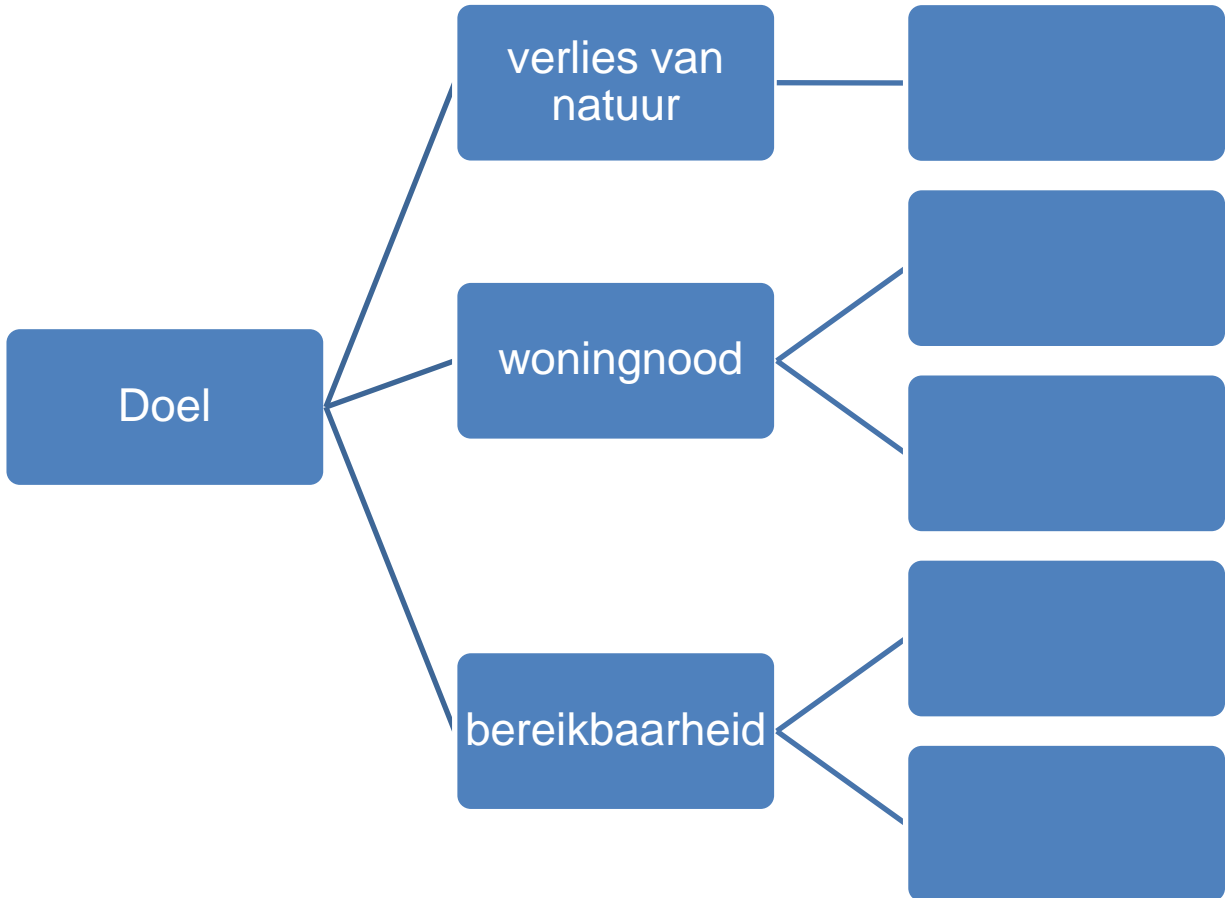 verlies van
natuur
woningnood
Doel
bereikbaarheid